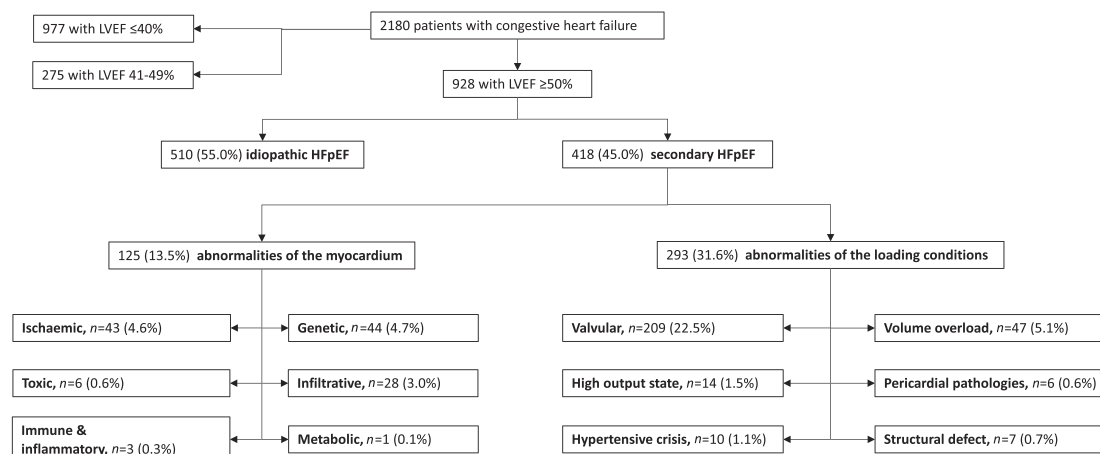 977 with LVEF ≤40%
2180 patients with congestive heart failure
275 with LVEF 41-49%
928 with LVEF ≥50%
510 (55.0%) idiopathic HFpEF
418 (45.0%) secondary HFpEF
125 (13.5%) abnormalities of the myocardium
293 (31.6%) abnormalities of the loading conditions
Ischaemic, n=43 (4.6%)
Genetic, n=44 (4.7%)
Valvular, n=209 (22.5%)
Volume overload, n=47 (5.1%)
Toxic, n=6 (0.6%)
Infiltrative, n=28 (3.0%)
High output state, n=14 (1.5%)
Pericardial pathologies, n=6 (0.6%)
Immune &
inflammatory, n=3 (0.3%)
Metabolic, n=1 (0.1%)
Hypertensive crisis, n=10 (1.1%)
Structural defect, n=7 (0.7%)